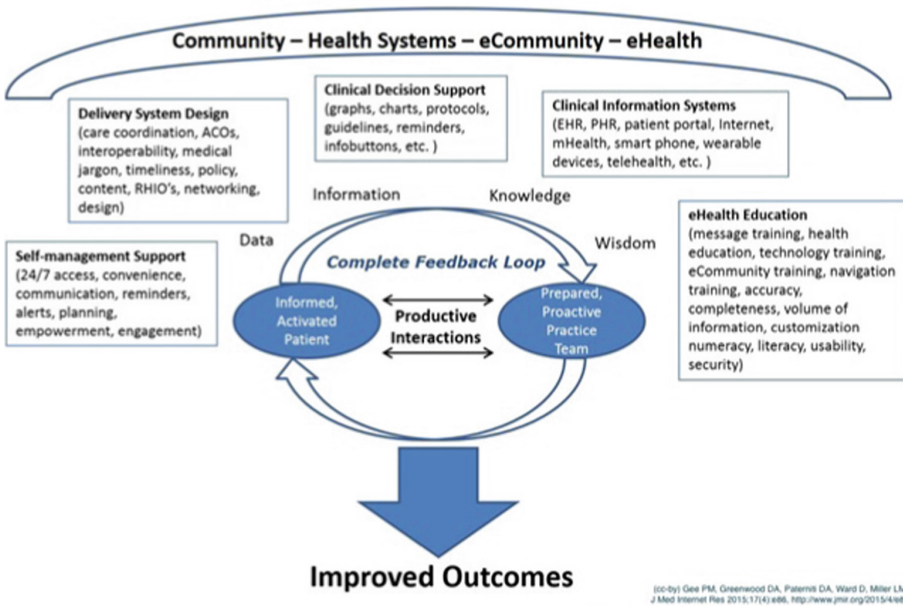 Community – Health Systems – eCommunity – eHealth
Clinical Decision Support
(graphs, charts, protocols,
guidelines, reminders,
infobuttons, etc. )
Delivery System Design
(care coordination, ACOs,
interoperability, medical
jargon, timeliness, policy,
content, RHIO's, networking,
design)
Clinical Information Systems
(EHR, PHR, patient portal, Internet,
mHealth, smart phone, wearable
devices, telehealth, etc. )
Self-management Support
(24/7 access, convenience,
communication, reminders,
alerts, planning,
empowerment, engagement)
Data
Information
Knowledge
Wisdom
eHealth Education
(message training, health
education, technology training,
eCommunity training, navigation
training, accuracy,
completeness, volume of
information, customization
numeracy, literacy, usability,
security)
Complete Feedback Loop
Informed,
Activated
Patient
Productive
Interactions
Prepared,
Proactive
Practice
Team
Improved Outcomes
(cc-by) Gee PM, Greenwood DA, Paterniti DA, Ward D, Miller LM
J Med Internet Res 2015;17(4):e86, http://www.jmir.org/2015/4/e8